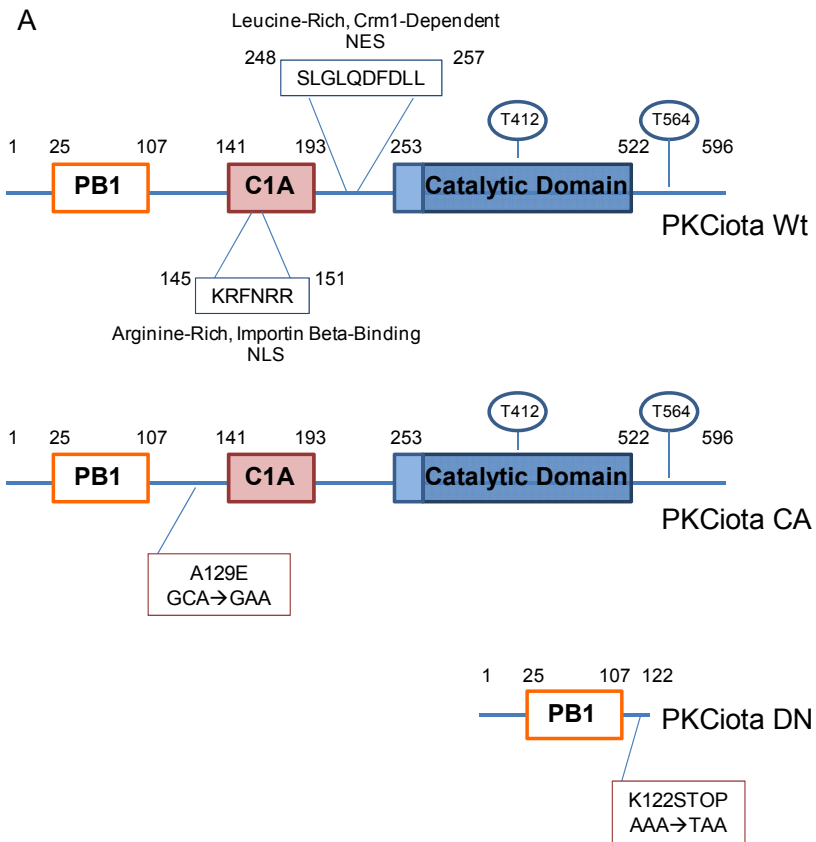 A
Leucine-Rich, Crm1-Dependent
NES
248 257
SLGLQDFDLL
T412 T564
1 25 107 141 193 253 522 596
PB1 C1A Catalytic Domain
PKCiota Wt
145 151
KRFNRR
Arginine-Rich, Importin Beta-Binding
NLS
T412 T564
1 25 107 141 193 253 522 596
PB1 C1A Catalytic Domain
PKCiota CA
A129E
GCA→GAA
1 25 107 122
PB1 PKCiota DN
K122STOP
AAA→TAA